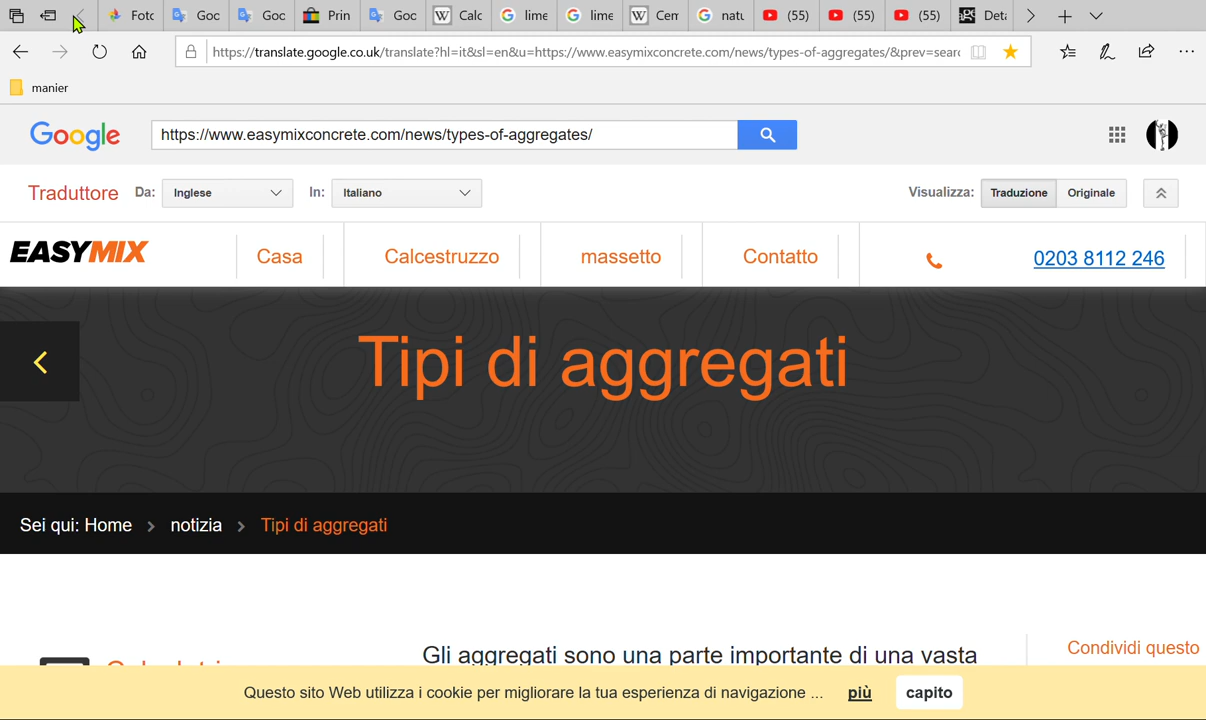 Fotc Goc Goc Prin Goc Calc lime lime Cem natu (55) (55) (55) Deta
https://translate.google.co.uk/translate?hl=it&sl=en&u=https://www.easymixconcrete.com/news/types-of-aggregates/&prev=searc
manier
Google https://www.easymixconcrete.com/news/types-of-aggregates/
Traduttore Da: Inglese In: Italiano Visualizza: Traduzione Originale
EASYMIX Casa Calcestruzzo massetto Contatto 0203 8112 246
Tipi di aggregati
Sei qui: Home > notizia > Tipi di aggregati
Gli aggregati sono una parte importante di una vasta
Condividi questo
Questo sito Web utilizza i cookie per migliorare la tua esperienza di navigazione ... più capito